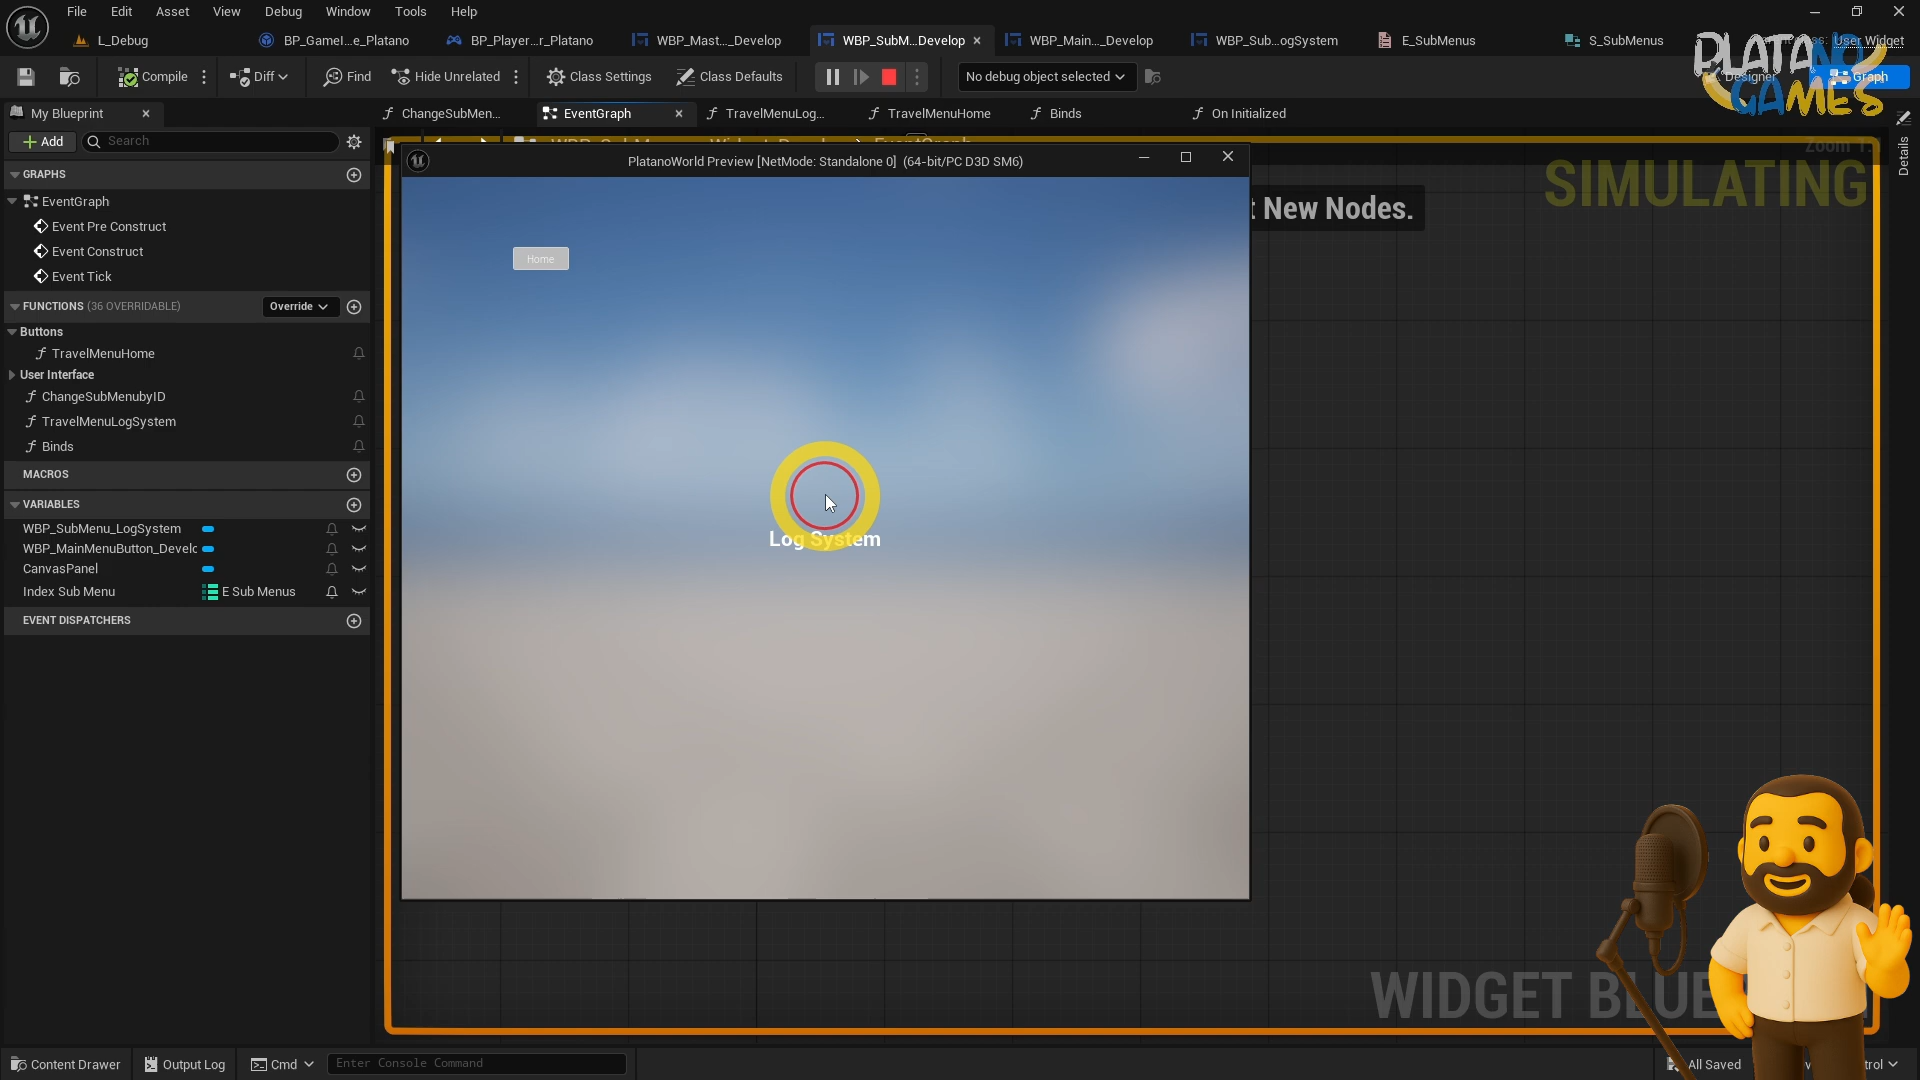 File Edit Asset View Debug Window Tools Help
L_Debug BP_GameI...e_Platano BP_Player...r_Platano WBP_Mast..._Develop WBP_SubM...Develop WBP_Main..._Develop WBP_Sub...ogSystem E_SubMenus S_SubMenus User Widget
Compile Diff Find Hide Unrelated Class Settings Class Defaults No debug object selected Designer Graph
PLATANO
GAMES
My Blueprint
ChangeSubMen... EventGraph TravelMenuLog... TravelMenuHome Binds On Initialized
Add Search
Details
GRAPHS
EventGraph
Event Pre Construct
Event Construct
Event Tick
FUNCTIONS (36 OVERRIDABLE) Override
Buttons
TravelMenuHome
User Interface
ChangeSubMenubyID
TravelMenuLogSystem
Binds
MACROS
VARIABLES
WBP_SubMenu_LogSystem
WBP_MainMenuButton_Develo
CanvasPanel
Index Sub Menu E Sub Menus
EVENT DISPATCHERS
PlatanoWorld Preview [NetMode: Standalone 0] (64-bit/PC D3D SM6)
Zoom
SIMULATING
New Nodes.
Home
Log System
WIDGET BLUE
Content Drawer Output Log Cmd Enter Console Command All Saved